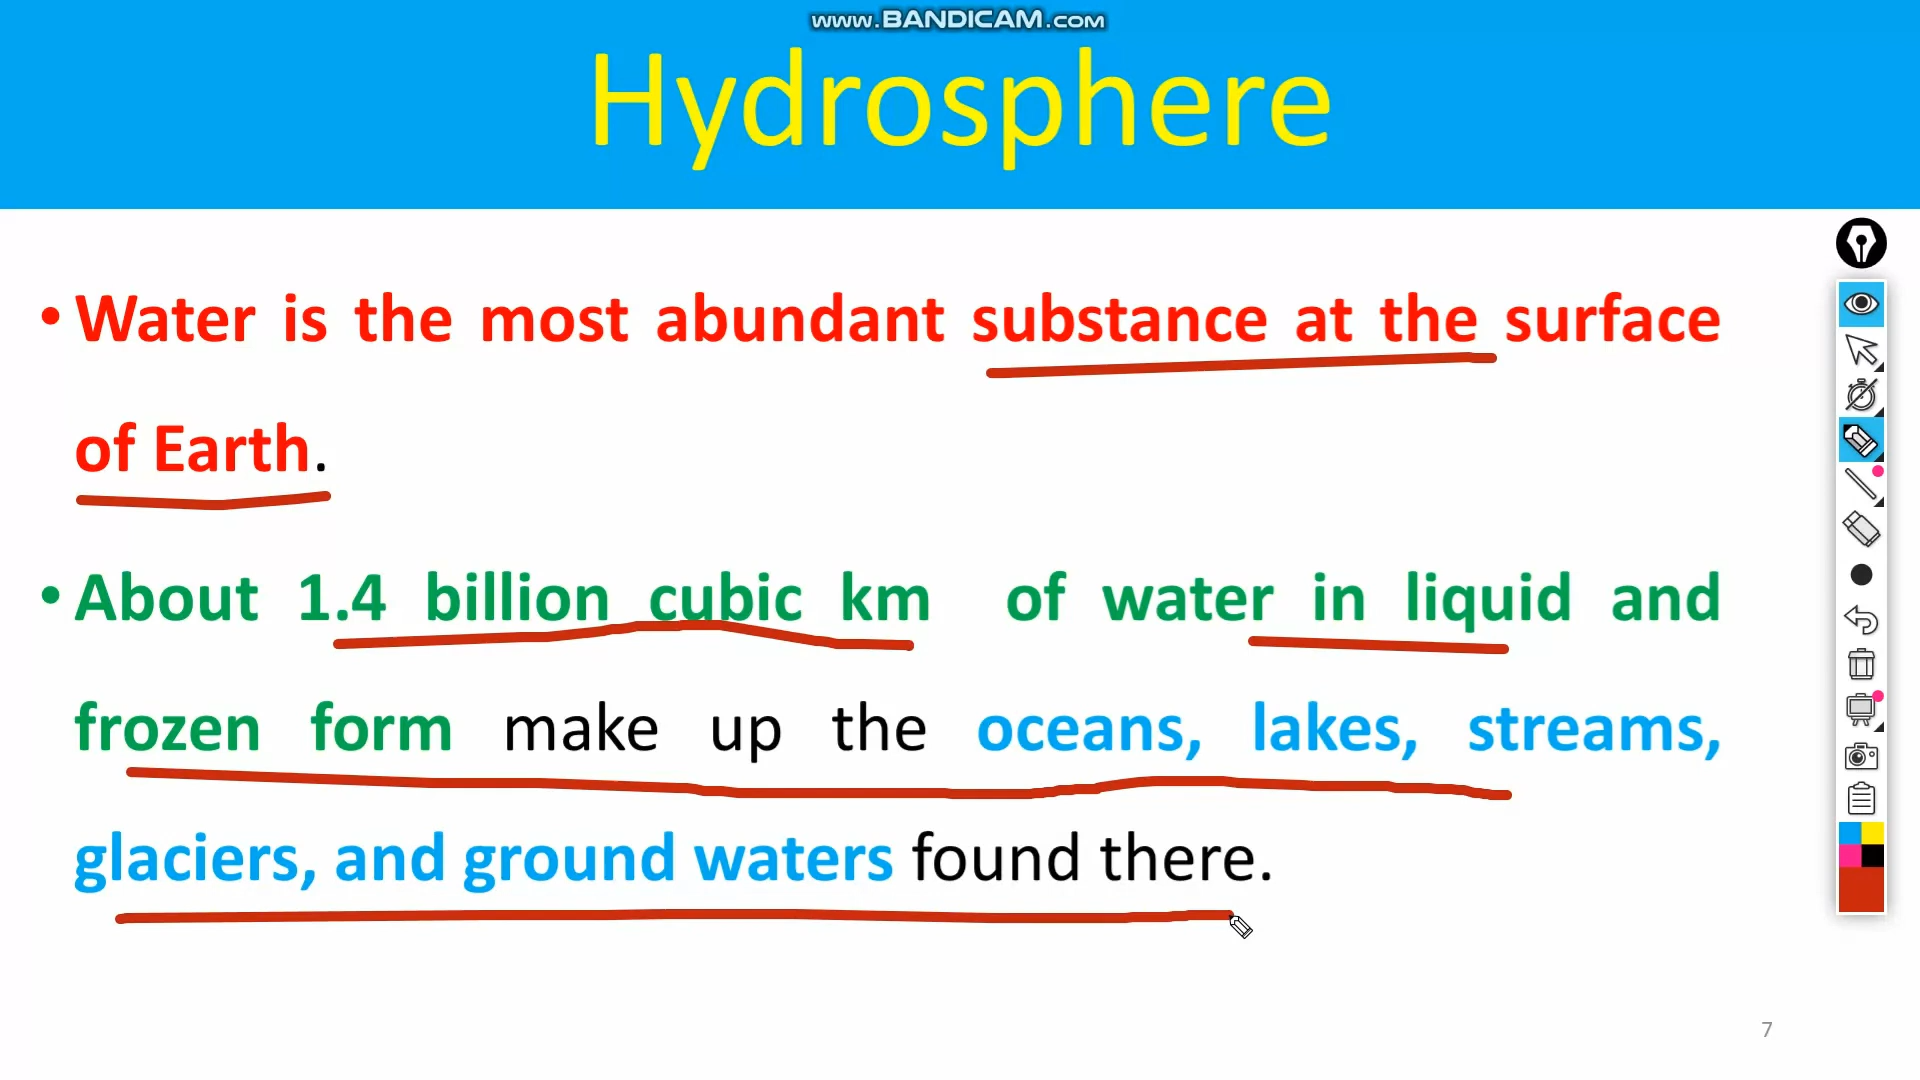 www.BANDICAM.com
Hydrosphere
• Water is the most abundant substance at the surface
of Earth.
• About 1.4 billion cubic km of water in liquid and
frozen form make up the oceans, lakes, streams,
glaciers, and ground waters found there.
7